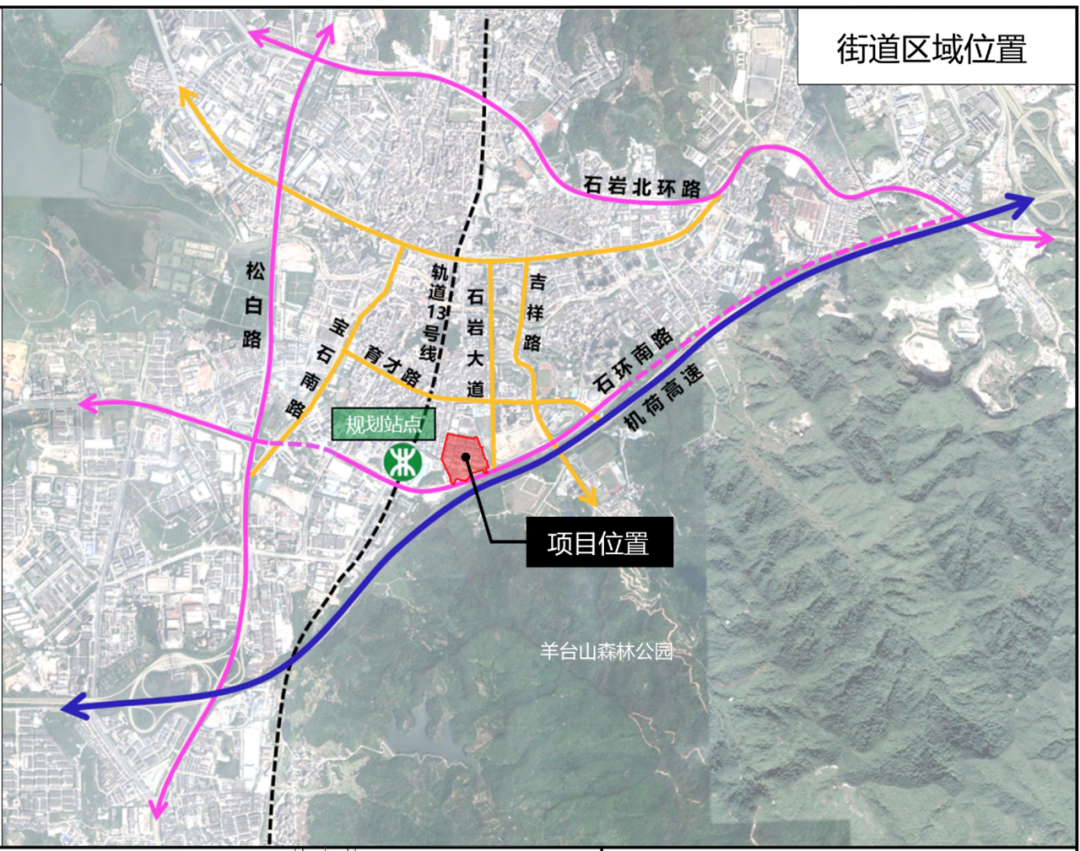 街道区域位置
石岩北环路
松白路
轨道13号线
石岩大道
吉祥路
宝石南路
育才路
石环南路
机荷高速
规划站点
项目位置
羊台山森林公园